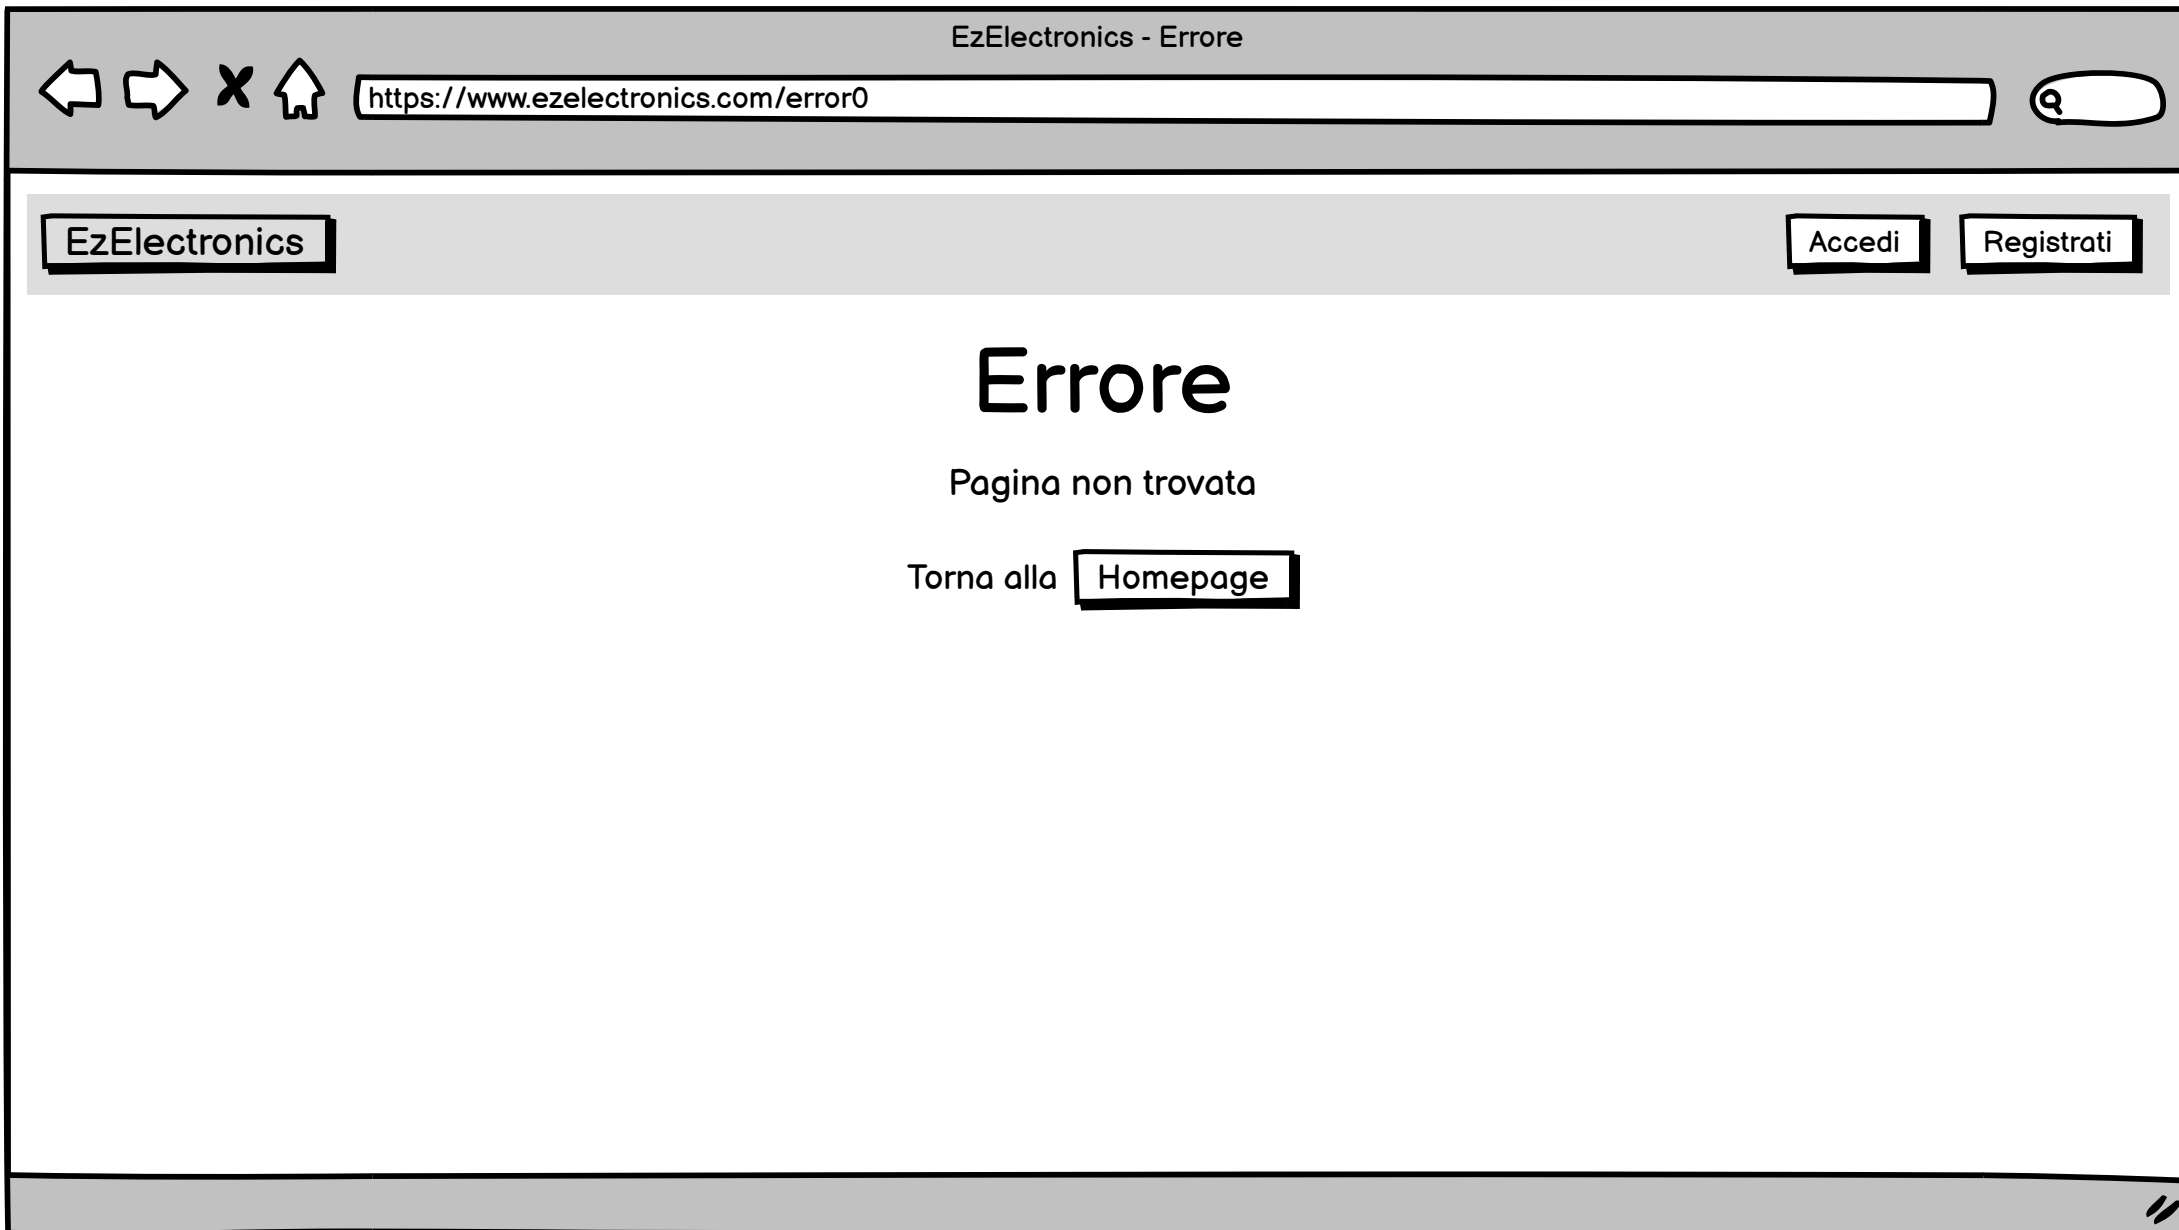 EzElectronics - Errore
https://www.ezelectronics.com/error0
EzElectronics
Accedi
Registrati
Errore
Pagina non trovata
Torna alla Homepage